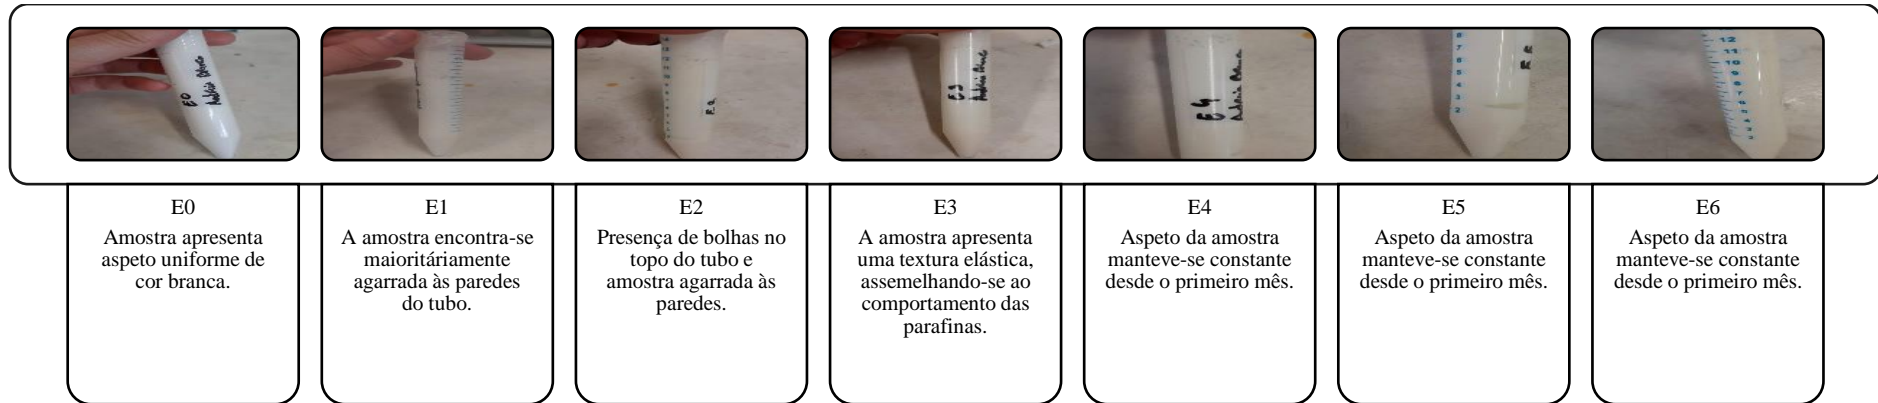 E0
Amostra apresenta
aspeto uniforme de
cor branca.
E1
A amostra encontra-se
maioritáriamente
agarrada às paredes
do tubo.
E2
Presença de bolhas no
topo do tubo e
amostra agarrada às
paredes.
E3
A amostra apresenta
uma textura elástica,
assemelhando-se ao
comportamento das
parafinas.
E4
Aspeto da amostra
manteve-se constante
desde o primeiro mês.
E5
Aspeto da amostra
manteve-se constante
desde o primeiro mês.
E6
Aspeto da amostra
manteve-se constante
desde o primeiro mês.